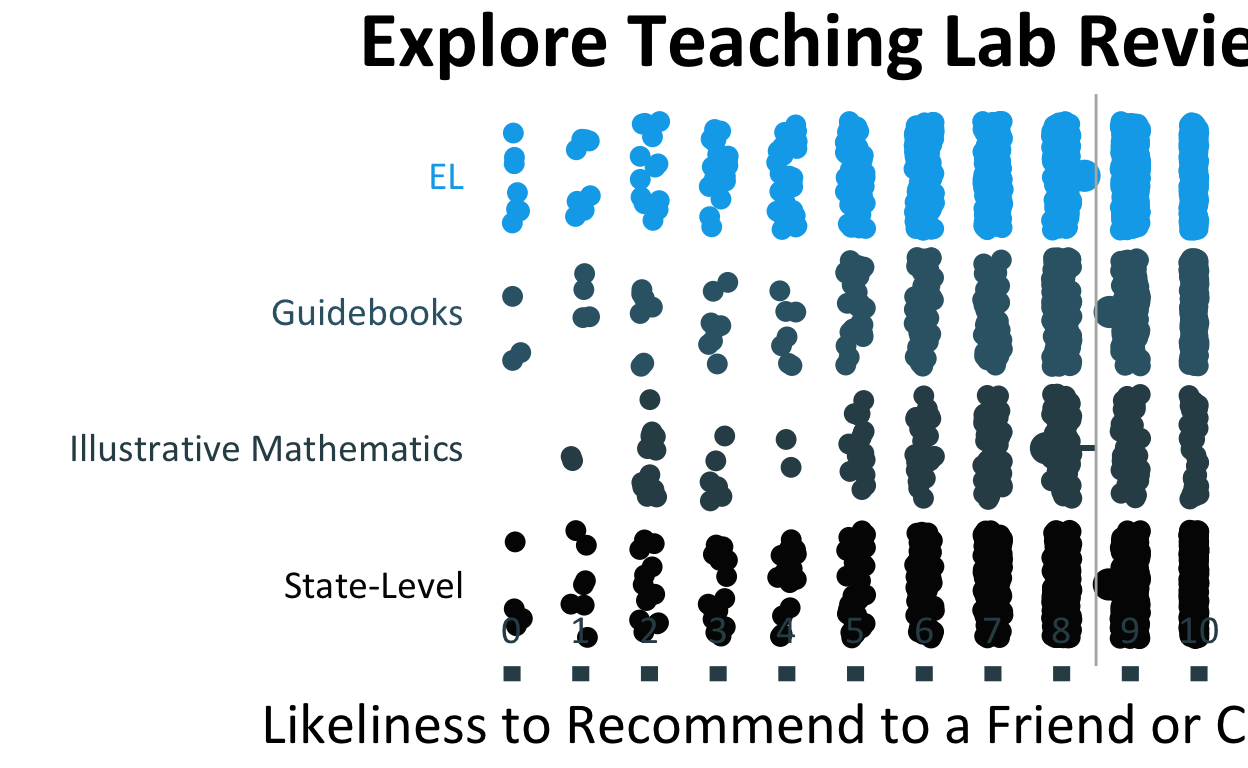 Explore Teaching Lab Revie
EL
Guidebooks
Illustrative Mathematics
State-Level
0 1 2 3 4 5 6 7 8 9 10
Likeliness to Recommend to a Friend or C